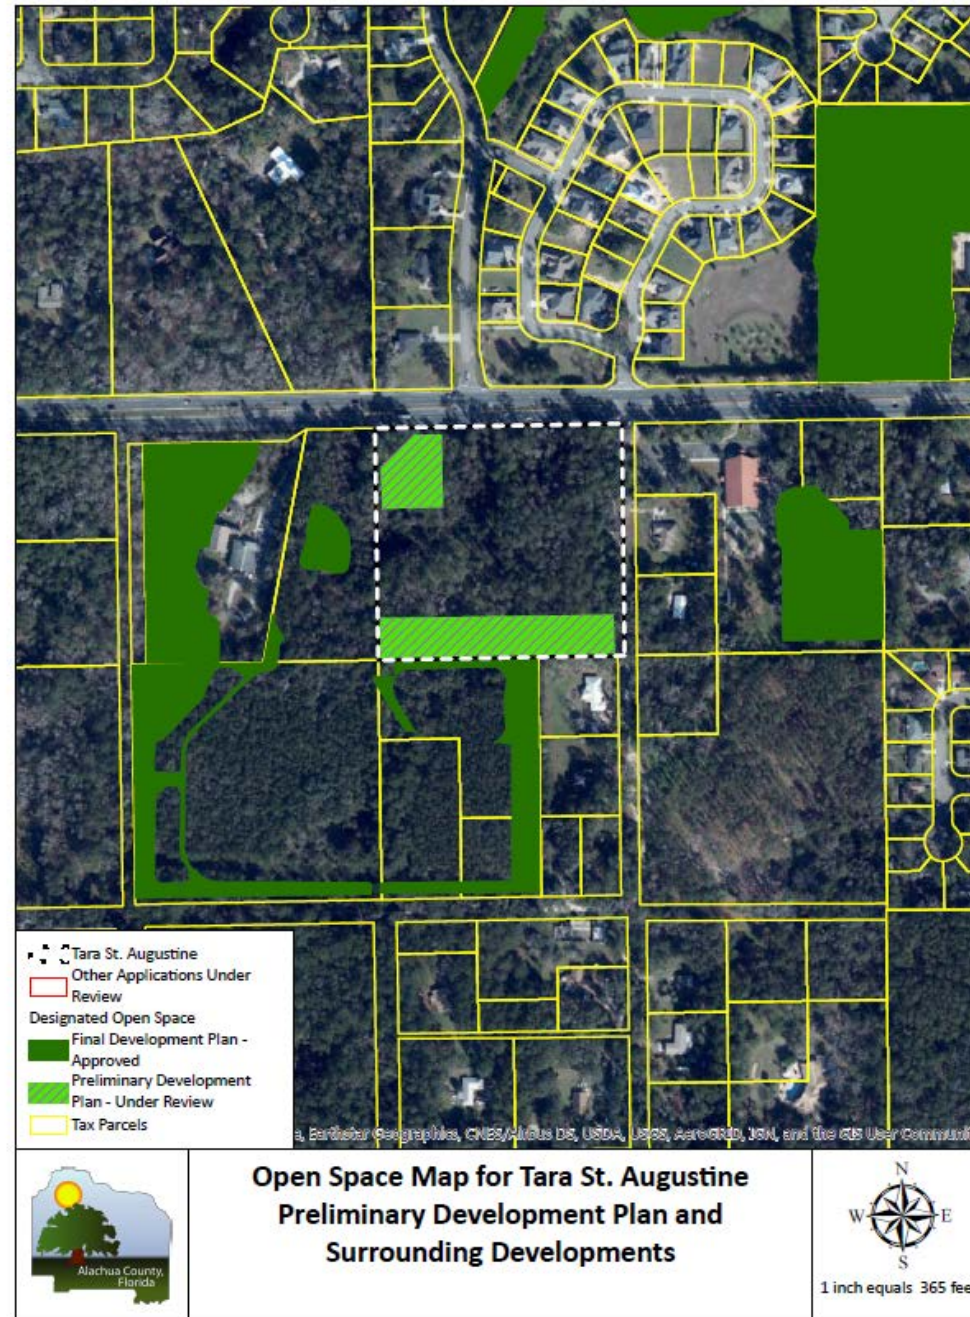 Tara St. Augustine
Other Applications Under
Review
Designated Open Space
Final Development Plan -
Approved
Preliminary Development
Plan - Under Review
Tax Parcels
Earthstar Geographics, CNES/Airbus DS, USDA, USGS, AeroGRID, IGN, and the GIS User Communi
Alachua County,
Florida
Open Space Map for Tara St. Augustine
Preliminary Development Plan and
Surrounding Developments
N
W E
S
1 inch equals 365 fee